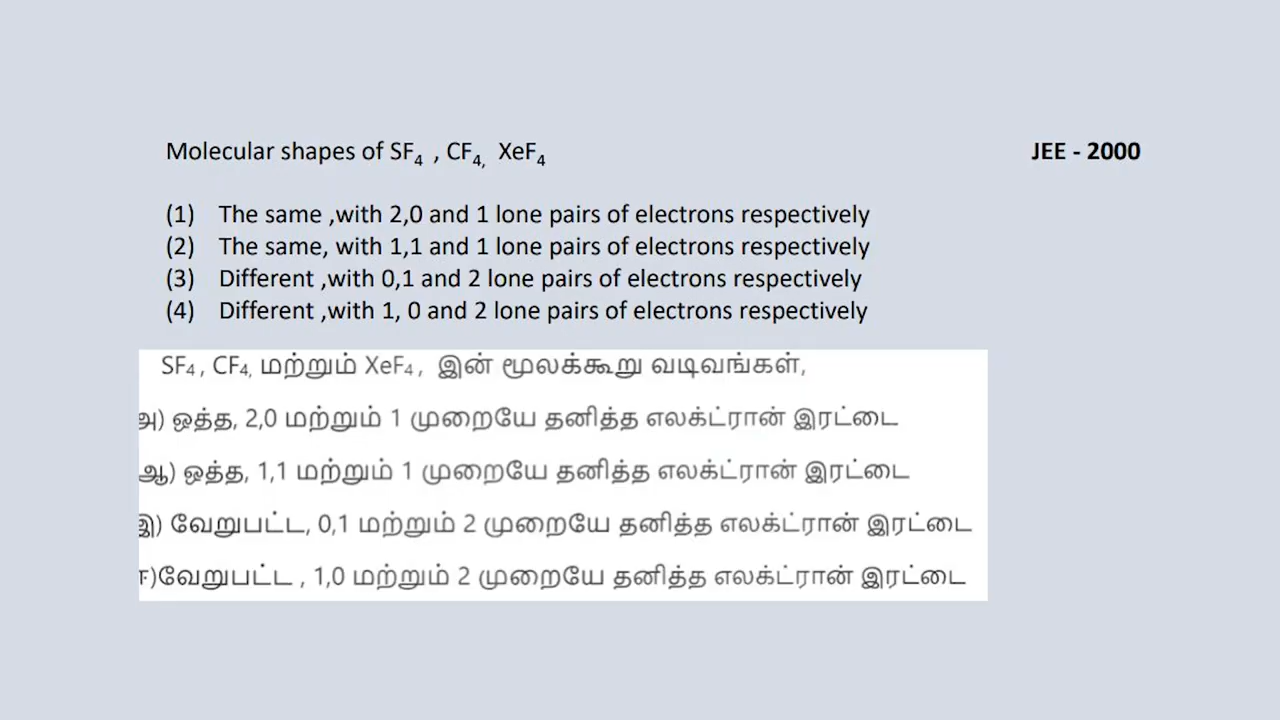 Molecular shapes of SF₄ , CF₄, XeF₄ JEE - 2000
(1) The same ,with 2,0 and 1 lone pairs of electrons respectively
(2) The same, with 1,1 and 1 lone pairs of electrons respectively
(3) Different ,with 0,1 and 2 lone pairs of electrons respectively
(4) Different ,with 1, 0 and 2 lone pairs of electrons respectively
SF₄ , CF₄, மற்றும் XeF₄ , இன் மூலக்கூறு வடிவங்கள்,
அ) ஒத்த, 2,0 மற்றும் 1 முறையே தனித்த எலக்ட்ரான் இரட்டை
ஆ) ஒத்த, 1,1 மற்றும் 1 முறையே தனித்த எலக்ட்ரான் இரட்டை
இ) வேறுபட்ட, 0,1 மற்றும் 2 முறையே தனித்த எலக்ட்ரான் இரட்டை
ஈ)வேறுபட்ட , 1,0 மற்றும் 2 முறையே தனித்த எலக்ட்ரான் இரட்டை